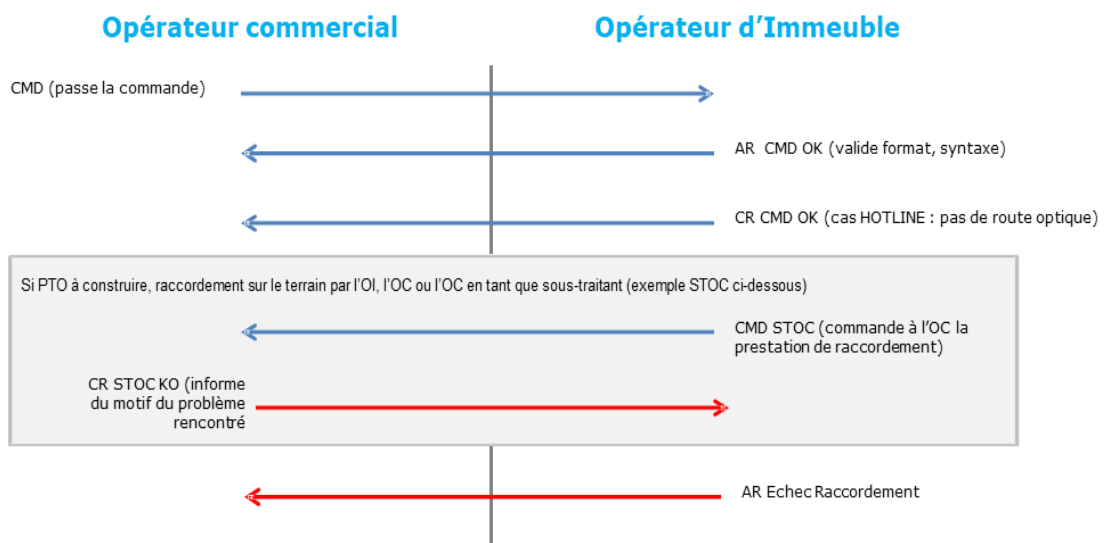 Opérateur commercial
Opérateur d’Immeuble
CMD (passe la commande)
AR CMD OK (valide format, syntaxe)
CR CMD OK (cas HOTLINE : pas de route optique)
Si PTO à construire, raccordement sur le terrain par l’OI, l’OC ou l’OC en tant que sous-traitant (exemple STOC ci-dessous)
CMD STOC (commande à l’OC la
prestation de raccordement)
CR STOC KO (informe
du motif du problème
rencontré
AR Echec Raccordement